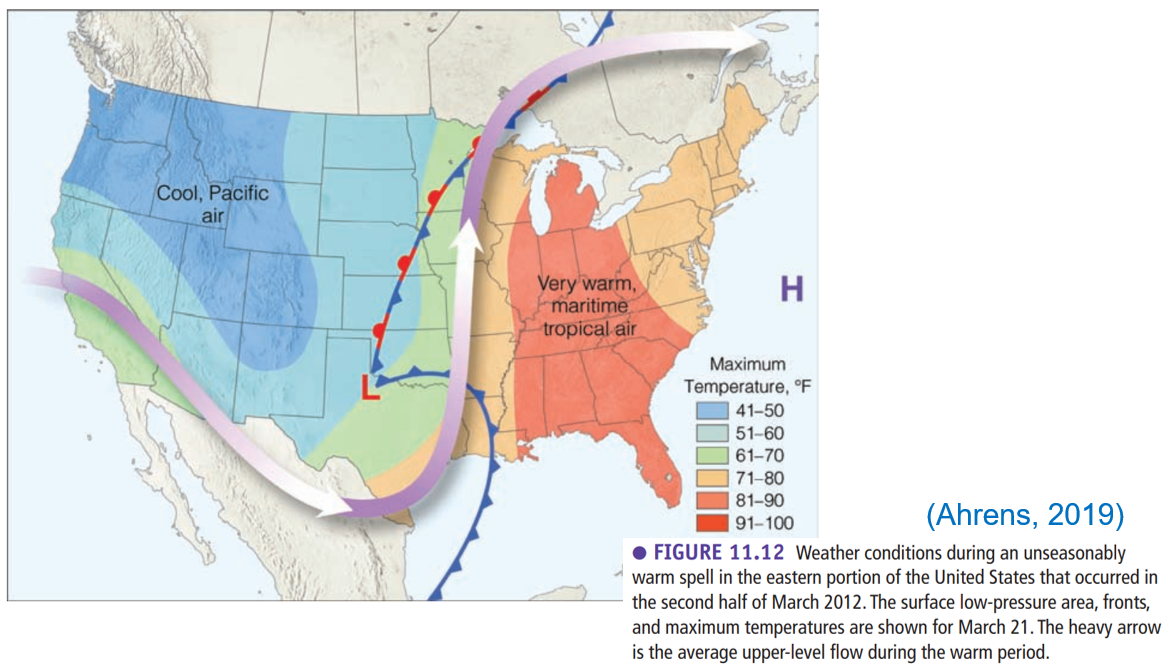 Cool, Pacific
air
Very warm,
maritime
tropical air
H
L
Maximum
Temperature, °F
41–50
51–60
61–70
71–80
81–90
91–100
(Ahrens, 2019)
● FIGURE 11.12 Weather conditions during an unseasonably
warm spell in the eastern portion of the United States that occurred in
the second half of March 2012. The surface low-pressure area, fronts,
and maximum temperatures are shown for March 21. The heavy arrow
is the average upper-level flow during the warm period.